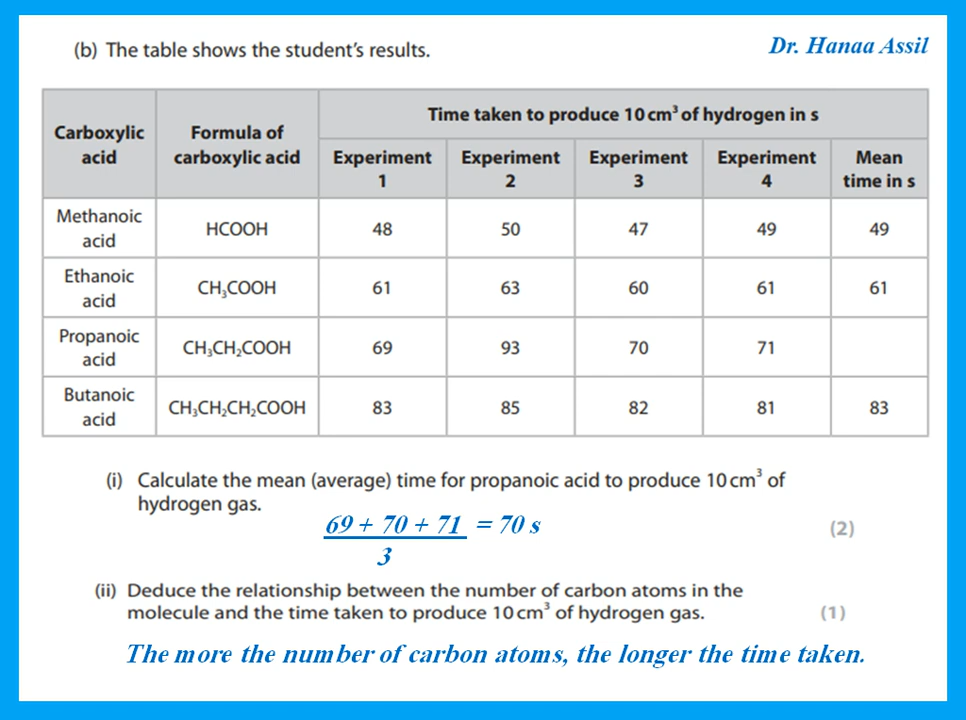 (b) The table shows the student's results.
Dr. Hanaa Assil
Carboxylic acid
Formula of carboxylic acid
Time taken to produce 10 cm³ of hydrogen in s
Experiment 1
Experiment 2
Experiment 3
Experiment 4
Mean time in s
Methanoic acid HCOOH 48 50 47 49 49
Ethanoic acid CH₃COOH 61 63 60 61 61
Propanoic acid CH₃CH₂COOH 69 93 70 71
Butanoic acid CH₃CH₂CH₂COOH 83 85 82 81 83
(i) Calculate the mean (average) time for propanoic acid to produce 10 cm³ of
hydrogen gas.
69 + 70 + 71 = 70 s
(2)
3
(ii) Deduce the relationship between the number of carbon atoms in the
molecule and the time taken to produce 10 cm³ of hydrogen gas. (1)
The more the number of carbon atoms, the longer the time taken.